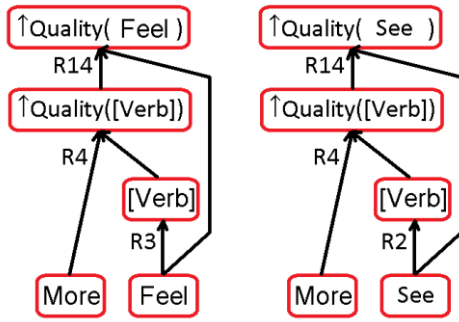 ↑Quality( Feel )
R14
↑Quality([Verb])
R4
[Verb]
R3
More
Feel
↑Quality( See )
R14
↑Quality([Verb])
R4
[Verb]
R2
More
See